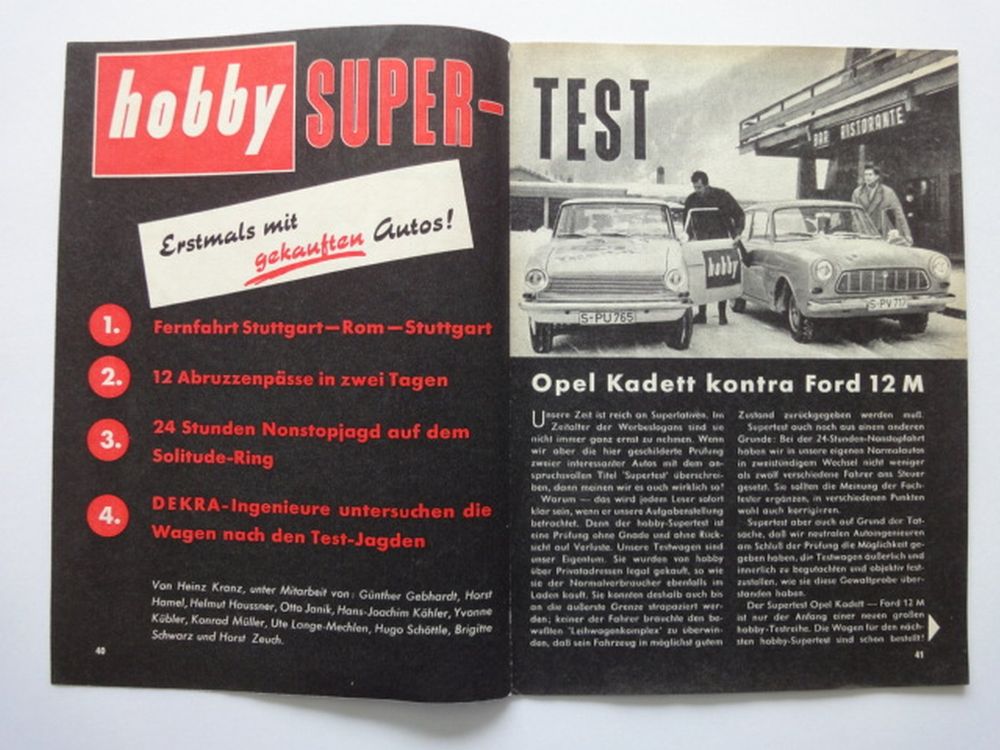 hobby SUPER-
Erstmals mit
gekauften Autos!
1. Fernfahrt Stuttgart—Rom—Stuttgart
2. 12 Abruzzenpässe in zwei Tagen
3. 24 Stunden Nonstopjagd auf dem
Solitude-Ring
4. DEKRA-Ingenieure untersuchen die
Wagen nach den Test-Jagden
Von Heinz Kranz, unter Mitarbeit von: Günther Gebhardt, Horst
Hamel, Helmut Haussner, Otto Janik, Hans-Joachim Köhler, Yvonne
Kübler, Konrad Müller, Ute Lange-Mechlen, Hugo Schöttle, Brigitte
Schwarz und Horst Zeuch.
40
TEST
BAR RISTORANTE
hobby
S-PU 765
S-PV 717
Opel Kadett kontra Ford 12 M
Unsere Zeit ist reich an Superlativen. Im
Zeitalter der Werbeslogans sind sie
nicht immer ganz ernst zu nehmen. Wenn
wir aber die hier geschilderte Prüfung
zweier interessanter Autos mit dem an-
spruchsvollen Titel 'Supertest' überschrei-
ben, dann meinen wir es auch wirklich so!
Warum — das wird jedem Leser sofort
klar sein, wenn er unsere Aufgabenstellung
betrachtet. Denn der hobby-Supertest ist
eine Prüfung ohne Gnade und ohne Rück-
sicht auf Verluste. Unsere Testwagen sind
unser Eigentum. Sie wurden von hobby
über Privatadressen legal gekauft, so wie
sie der Normalverbraucher ebenfalls im
Laden kauft. Sie konnten deshalb auch bis
an die äußerste Grenze strapaziert wer-
den; keiner der Fahrer brauchte den be-
wußten 'Leihwagenkomplex' zu überwin-
den, daß sein Fahrzeug in möglichst gutem
Zustand zurückgegeben werden muß.
Supertest auch noch aus einem anderen
Grunde: Bei der 24-Stunden-Nonstopfahrt
haben wir in unsere eigenen Normalautos
in zweistündigem Wechsel nicht weniger
als zwölf verschiedene Fahrer ans Steuer
gesetzt. Sie sollten die Meinung der Fach-
tester ergänzen, in verschiedenen Punkten
wohl auch korrigieren.
Supertest aber auch auf Grund der Tat-
sache, daß wir neutralen Autoingenieuren
am Schluß der Prüfung die Möglichkeit ge-
geben haben, die Testwagen äußerlich und
innerlich zu begutachten und objektiv fest-
zustellen, wie sie diese Gewaltprobe über-
standen haben.
Der Supertest Opel Kadett — Ford 12 M
ist nur der Anfang einer neuen großen
hobby-Testreihe. Die Wagen für den näch-
sten hobby-Supertest sind schon bestellt!
41